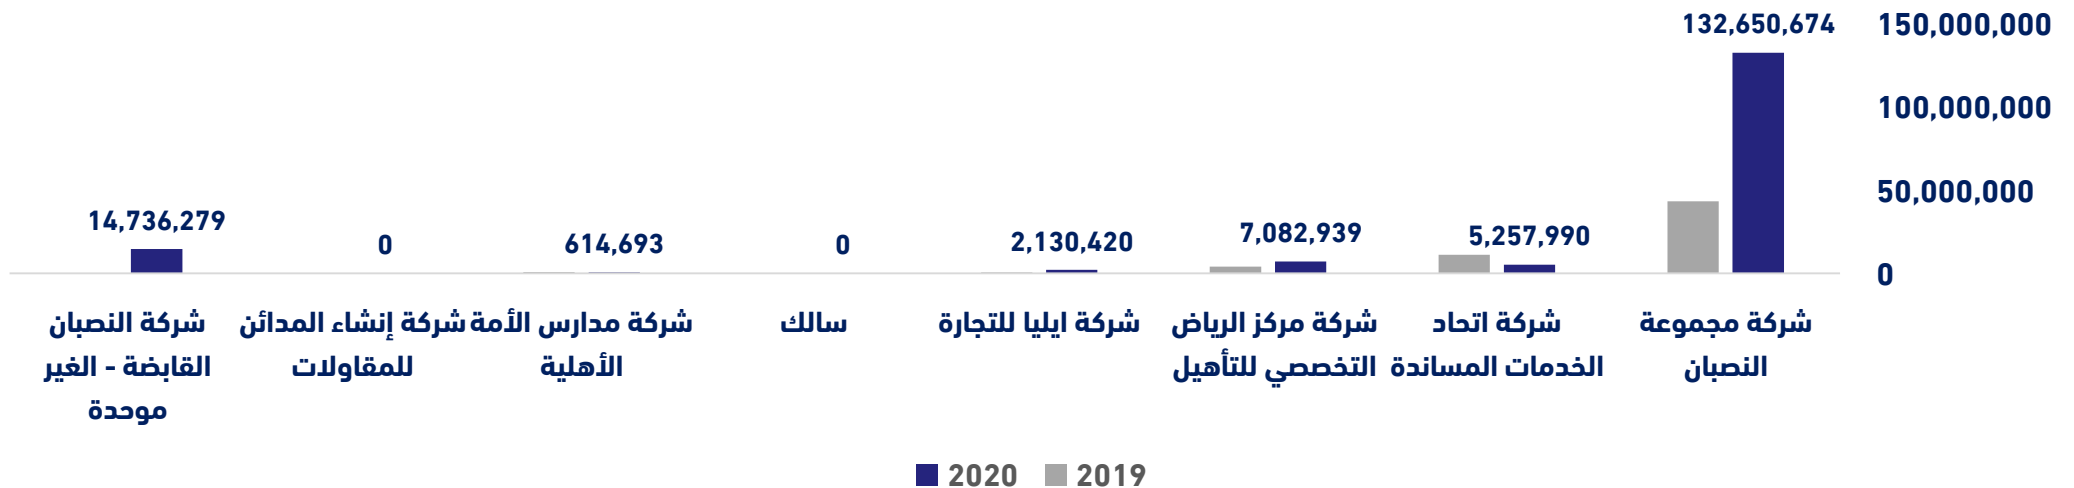 132,650,674
5,257,990
7,082,939
2,130,420
0
614,693
0
14,736,279
150,000,000
100,000,000
50,000,000
0
شركة مجموعة
النصبان
شركة اتحاد
الخدمات المساندة
شركة مركز الرياض
التخصصي للتأهيل
شركة ايليا للتجارة
سالك
شركة مدارس الأمة
الأهلية
شركة إنشاء المدائن
للمقاولات
شركة النصبان
القابضة - الغير
موحدة
2020
2019